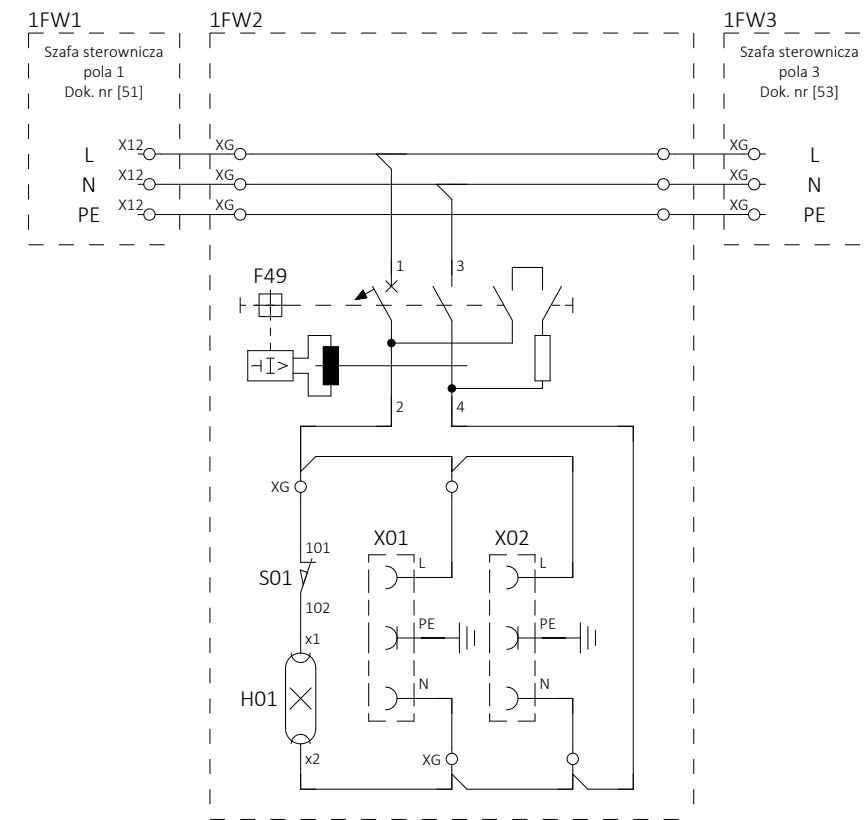 1FW1
1FW2
1FW3
Szafa sterownicza
pola 1
Dok. nr [51]
Szafa sterownicza
pola 3
Dok. nr [53]
L
X12
XG
XG
L
N
X12
XG
XG
N
PE
X12
XG
XG
PE
1
3
F49
I>
2
4
XG
X01
X02
101
S01
102
L
L
x1
PE
PE
H01
N
N
x2
XG